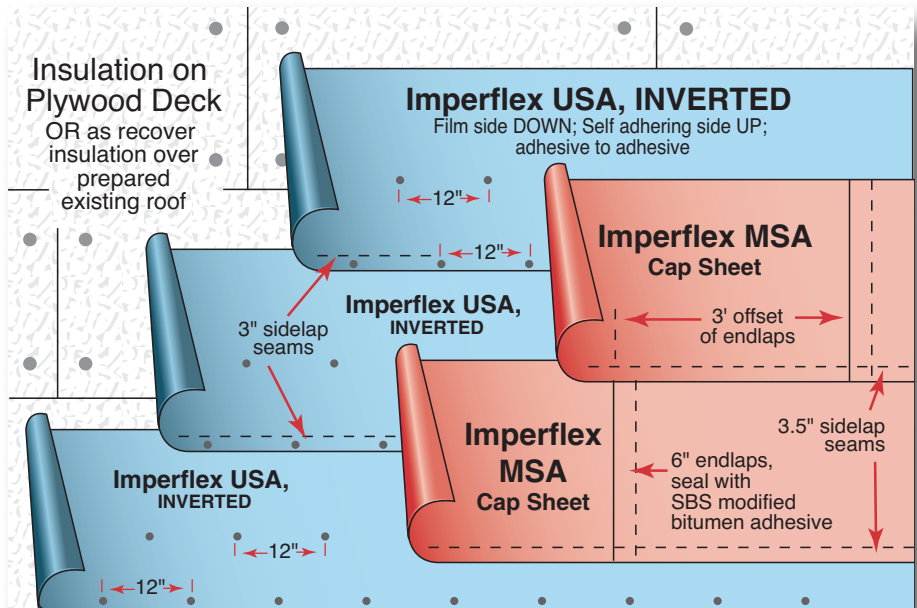 Insulation on
Plywood Deck
OR as recover
insulation over
prepared
existing roof
Imperflex USA, INVERTED
Film side DOWN; Self adhering side UP;
adhesive to adhesive
12"
12"
Imperflex MSA
Cap Sheet
3' offset
of endlaps
Imperflex USA,
INVERTED
3" sidelap
seams
Imperflex
MSA
Cap Sheet
6" endlaps,
seal with
SBS modified
bitumen adhesive
3.5" sidelap
seams
Imperflex USA,
INVERTED
12"
12"